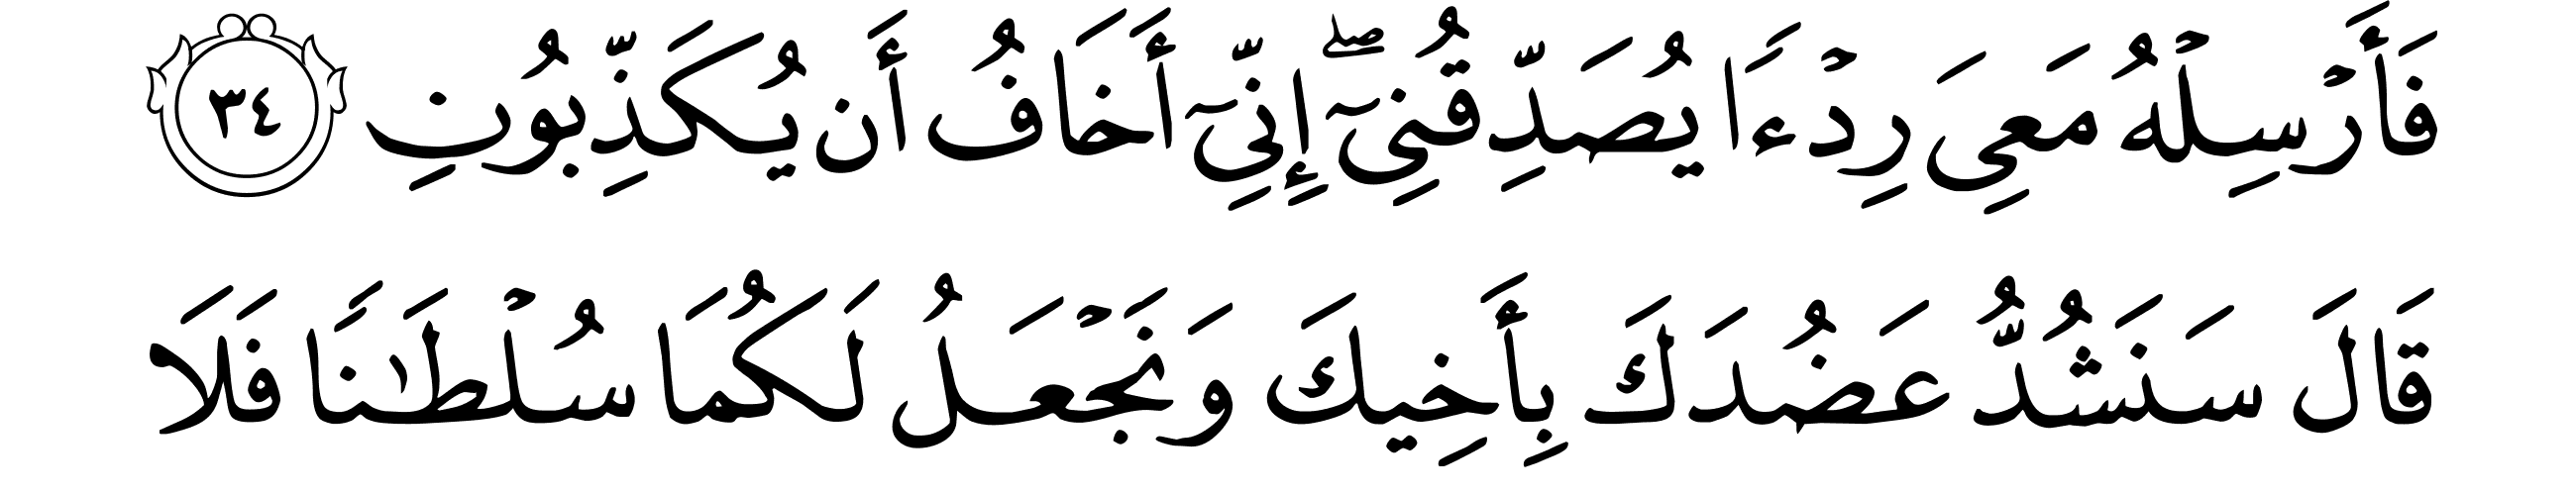 فَأَرْسِلْهُ مَعِيَ رِدْءًا يُصَدِّقُنِيٓ ۖ إِنِّيٓ أَخَافُ أَن يُكَذِّبُونِ ٣٤
قَالَ سَنَشُدُّ عَضُدَكَ بِأَخِيكَ وَنَجْعَلُ لَكُمَا سُلْطَـٰنًا فَلَا